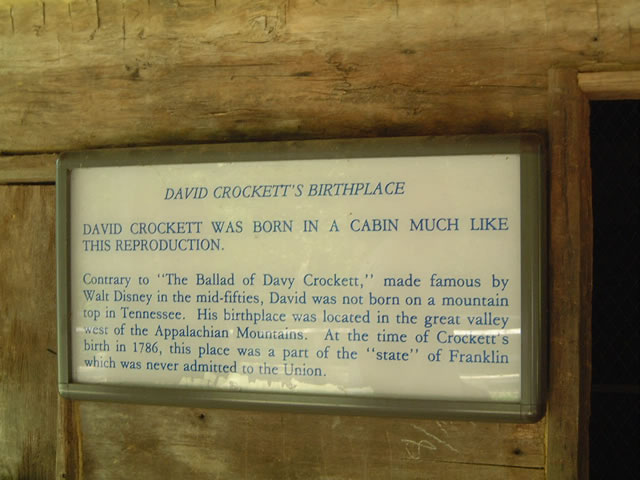 DAVID CROCKETT'S BIRTHPLACE
DAVID CROCKETT WAS BORN IN A CABIN MUCH LIKE
THIS REPRODUCTION.
Contrary to "The Ballad of Davy Crockett," made famous by
Walt Disney in the mid-fifties, David was not born on a mountain
top in Tennessee. His birthplace was located in the great valley
west of the Appalachian Mountains. At the time of Crockett's
birth in 1786, this place was a part of the "state" of Franklin
which was never admitted to the Union.